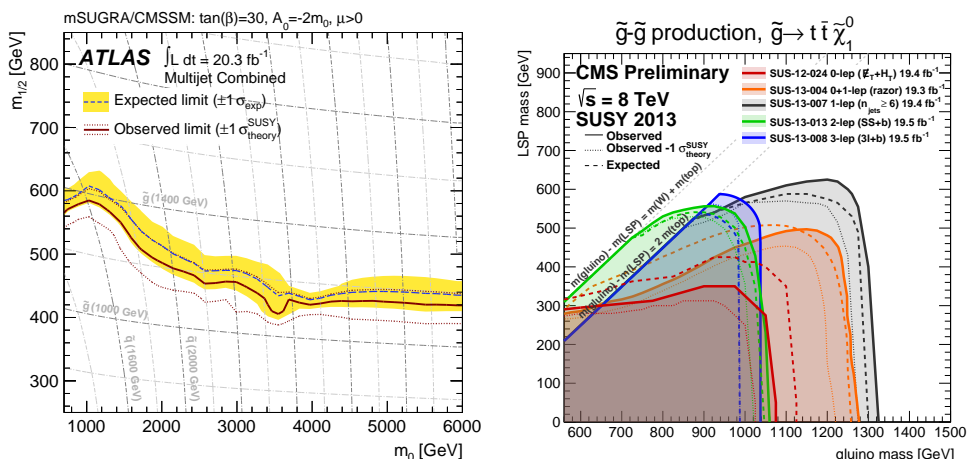 mSUGRA/CMSSM: tan(β)=30, A₀=-2m₀, μ>0
m₁/₂ [GeV]
ATLAS ∫L dt = 20.3 fb⁻¹
Multijet Combined
Expected limit (±1 σexp)
Observed limit (±1 σ^SUSY_theory)
g̃ (1400 GeV)
g̃ (1000 GeV)
q̃ (1600 GeV)
q̃ (2000 GeV)
800
700
600
500
400
300
1000 2000 3000 4000 5000 6000
m₀ [GeV]
g̃-g̃ production, g̃→ t t̄ χ̃⁰₁
LSP mass [GeV]
CMS Preliminary
√s = 8 TeV
SUSY 2013
Observed
Observed -1 σ^SUSY_theory
Expected
SUS-12-024 0-lep (E̸_T+H_T) 19.4 fb⁻¹
SUS-13-004 0+1-lep (razor) 19.3 fb⁻¹
SUS-13-007 1-lep (n_jets ≥ 6) 19.4 fb⁻¹
SUS-13-013 2-lep (SS+b) 19.5 fb⁻¹
SUS-13-008 3-lep (3l+b) 19.5 fb⁻¹
m(gluino) - m(LSP) = m(W) + m(top)
m(gluino) - m(LSP) = 2 m(top)
900
800
700
600
500
400
300
200
100
0
600 700 800 900 1000 1100 1200 1300 1400 1500
gluino mass [GeV]